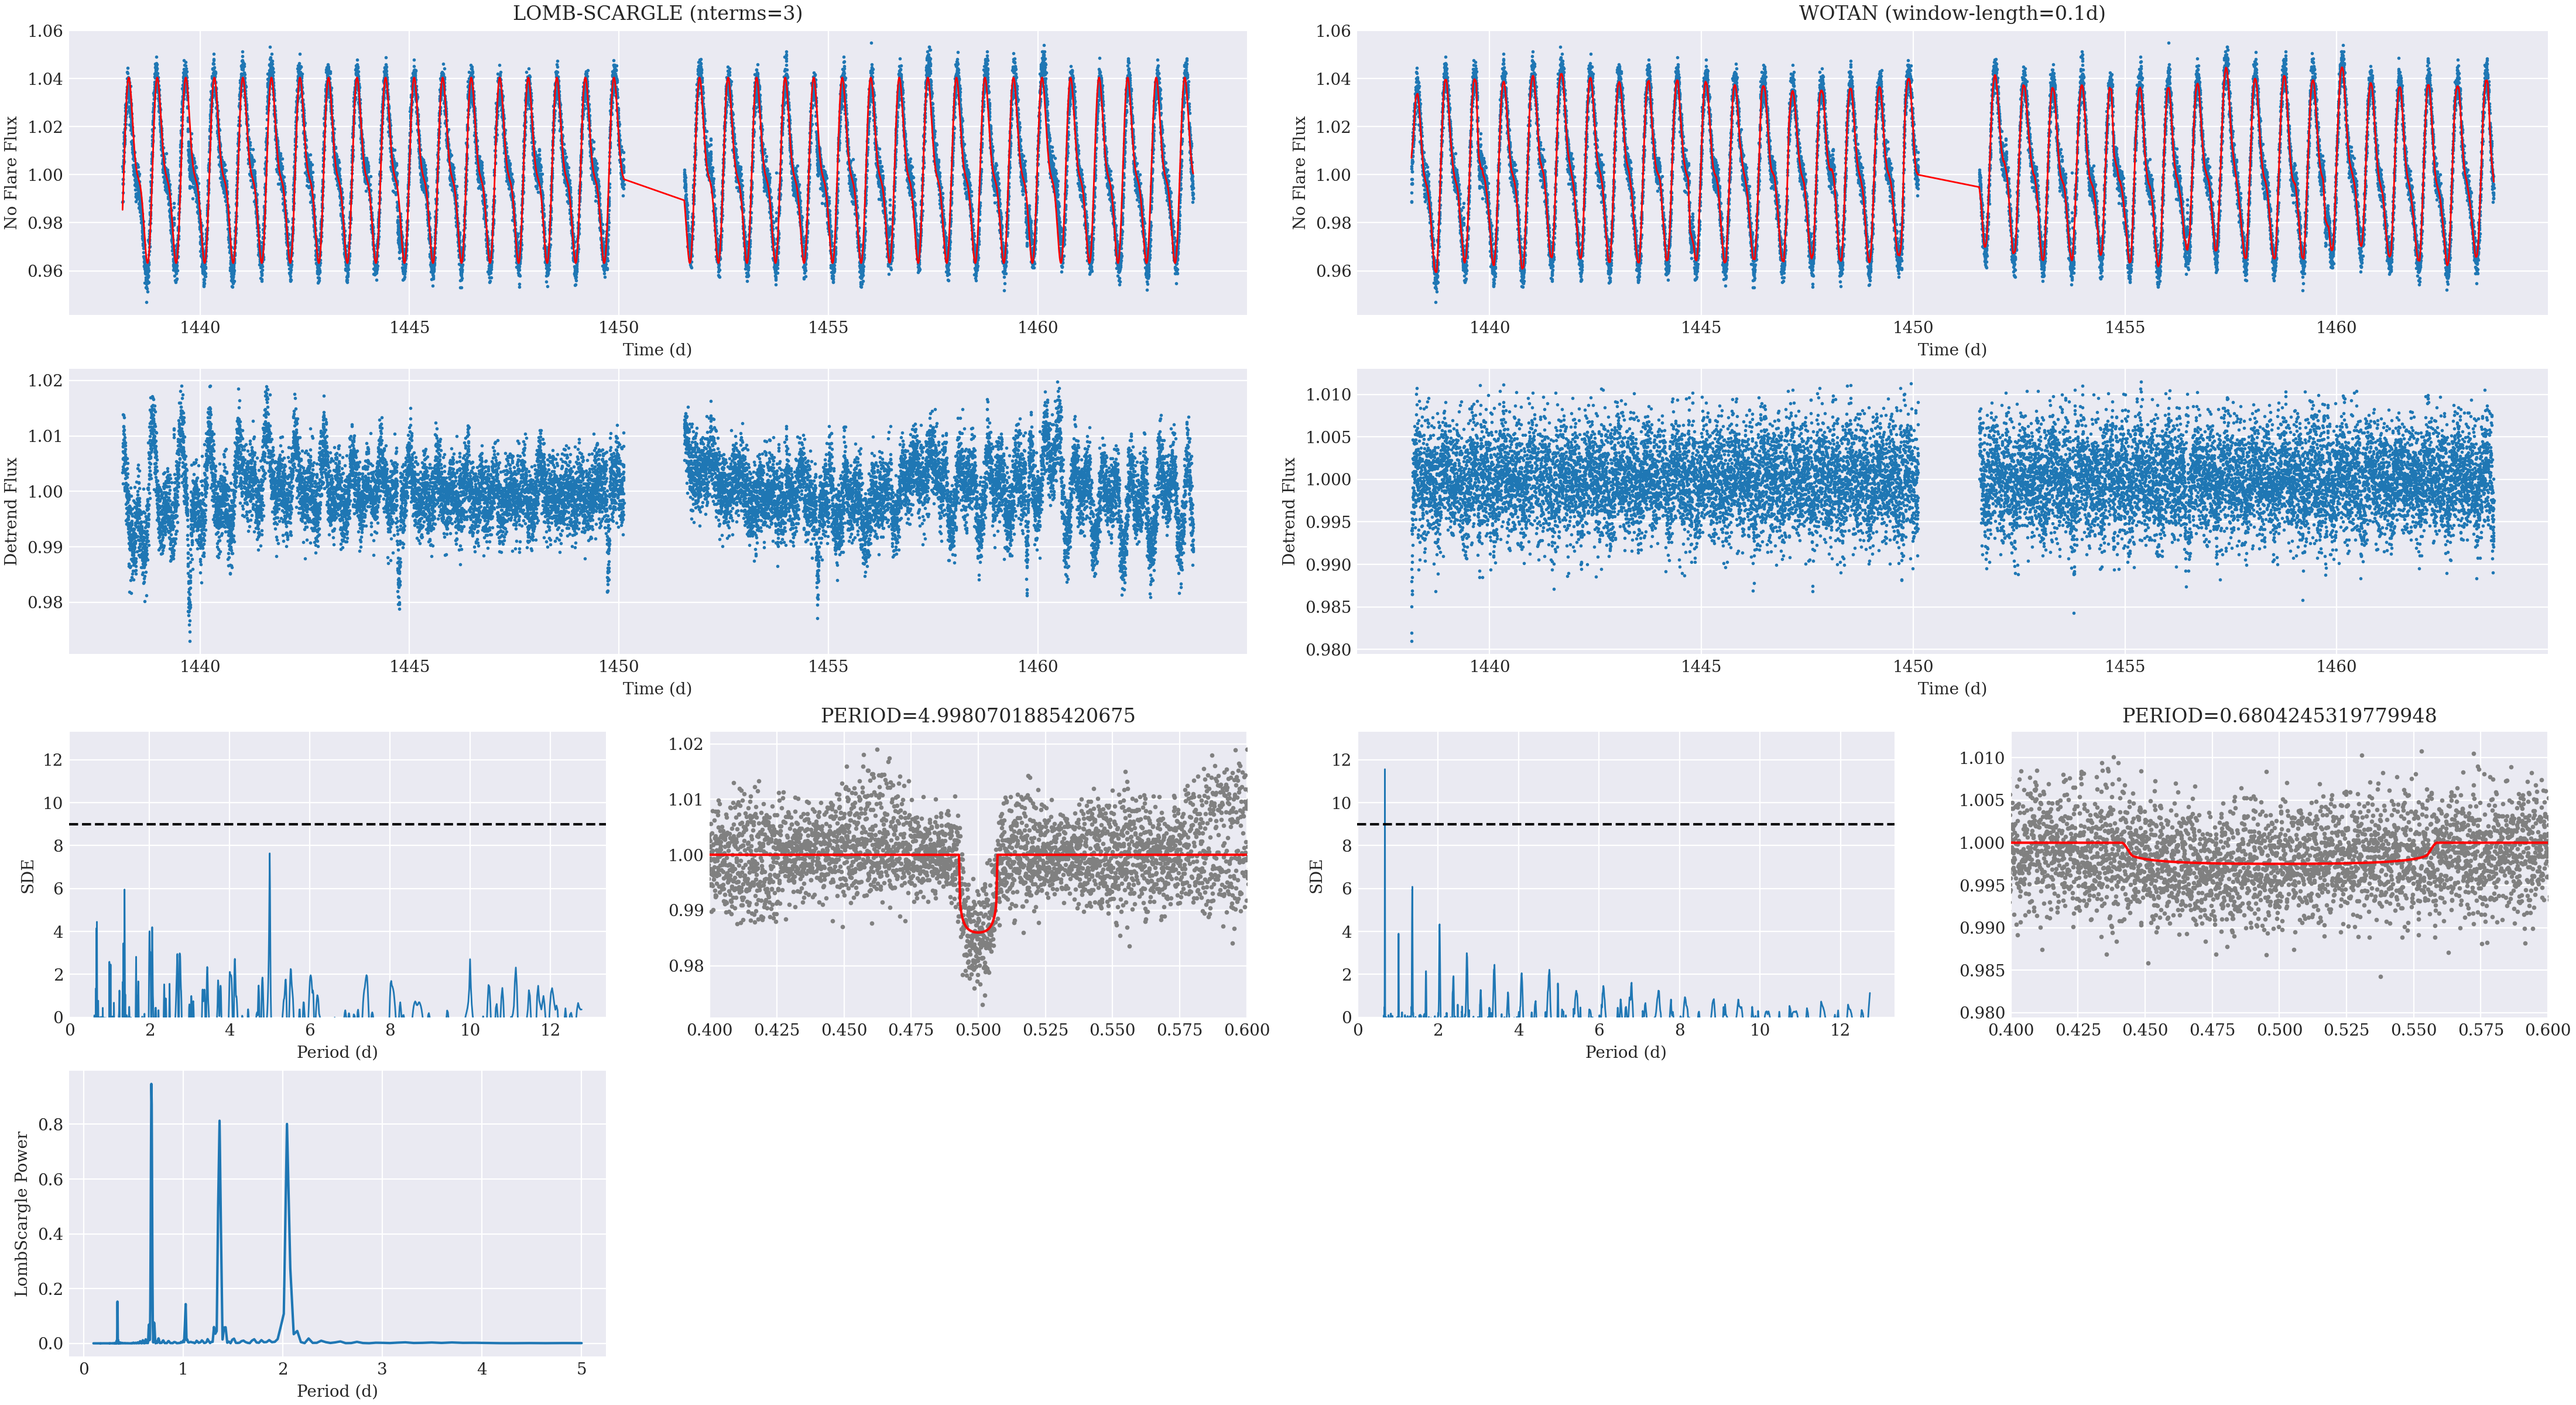 LOMB-SCARGLE (nterms=3)
WOTAN (window-length=0.1d)
No Flare Flux
1.06
1.04
1.02
1.00
0.98
0.96
1440 1445 1450 1455 1460
Time (d)
No Flare Flux
1.06
1.04
1.02
1.00
0.98
0.96
1440 1445 1450 1455 1460
Time (d)
Detrend Flux
1.02
1.01
1.00
0.99
0.98
1440 1445 1450 1455 1460
Time (d)
Detrend Flux
1.010
1.005
1.000
0.995
0.990
0.985
0.980
1440 1445 1450 1455 1460
Time (d)
SDE
12
10
8
6
4
2
0
0 2 4 6 8 10 12
Period (d)
PERIOD=4.9980701885420675
1.02
1.01
1.00
0.99
0.98
0.400 0.425 0.450 0.475 0.500 0.525 0.550 0.575 0.600
SDE
12
10
8
6
4
2
0
0 2 4 6 8 10 12
Period (d)
PERIOD=0.6804245319779948
1.010
1.005
1.000
0.995
0.990
0.985
0.980
0.400 0.425 0.450 0.475 0.500 0.525 0.550 0.575 0.600
LombScargle Power
0.8
0.6
0.4
0.2
0.0
0 1 2 3 4 5
Period (d)